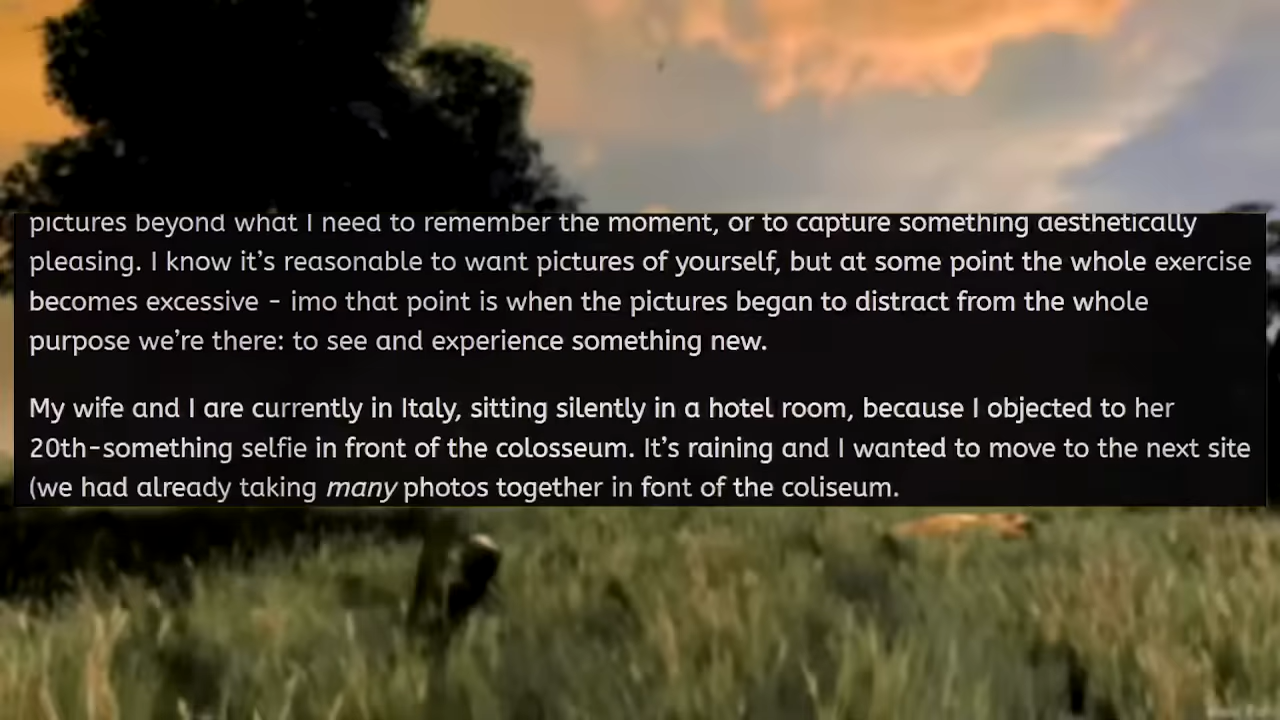 pictures beyond what I need to remember the moment, or to capture something aesthetically
pleasing. I know it’s reasonable to want pictures of yourself, but at some point the whole exercise
becomes excessive - imo that point is when the pictures began to distract from the whole
purpose we’re there: to see and experience something new.
My wife and I are currently in Italy, sitting silently in a hotel room, because I objected to her
20th-something selfie in front of the colosseum. It’s raining and I wanted to move to the next site
(we had already taking many photos together in font of the coliseum.